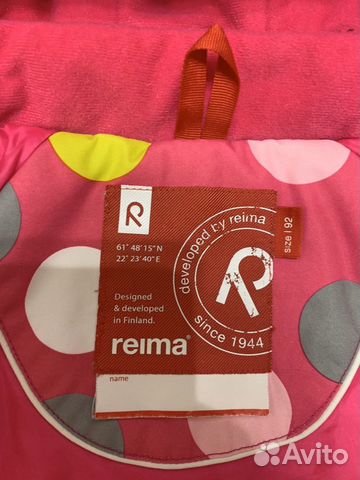 R
61° 48' 15"N
22° 23' 40"E
Designed
& developed
in Finland.
reima®
name
developed by reima
R
since 1944
size | 92
Avito